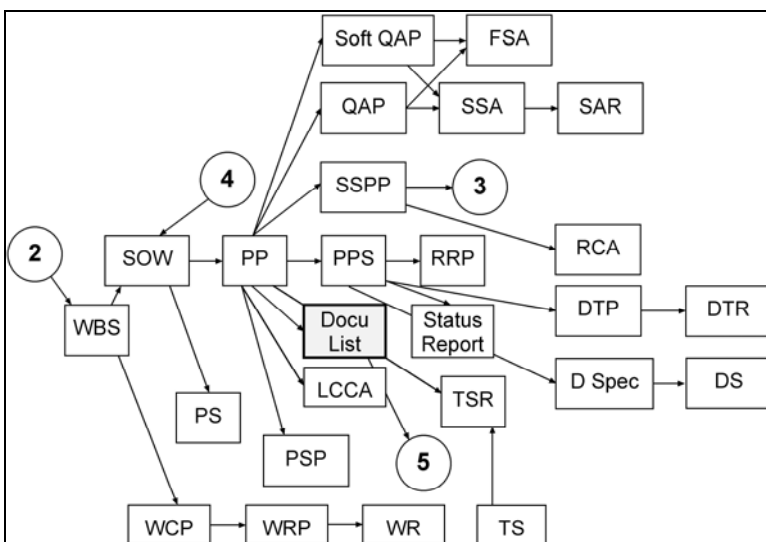 Soft QAP
FSA
QAP
SSA
SAR
4
SSPP
3
2
SOW
PP
PPS
RRP
RCA
WBS
Docu
List
Status
Report
DTP
DTR
LCCA
TSR
D Spec
DS
PS
PSP
5
WCP
WRP
WR
TS